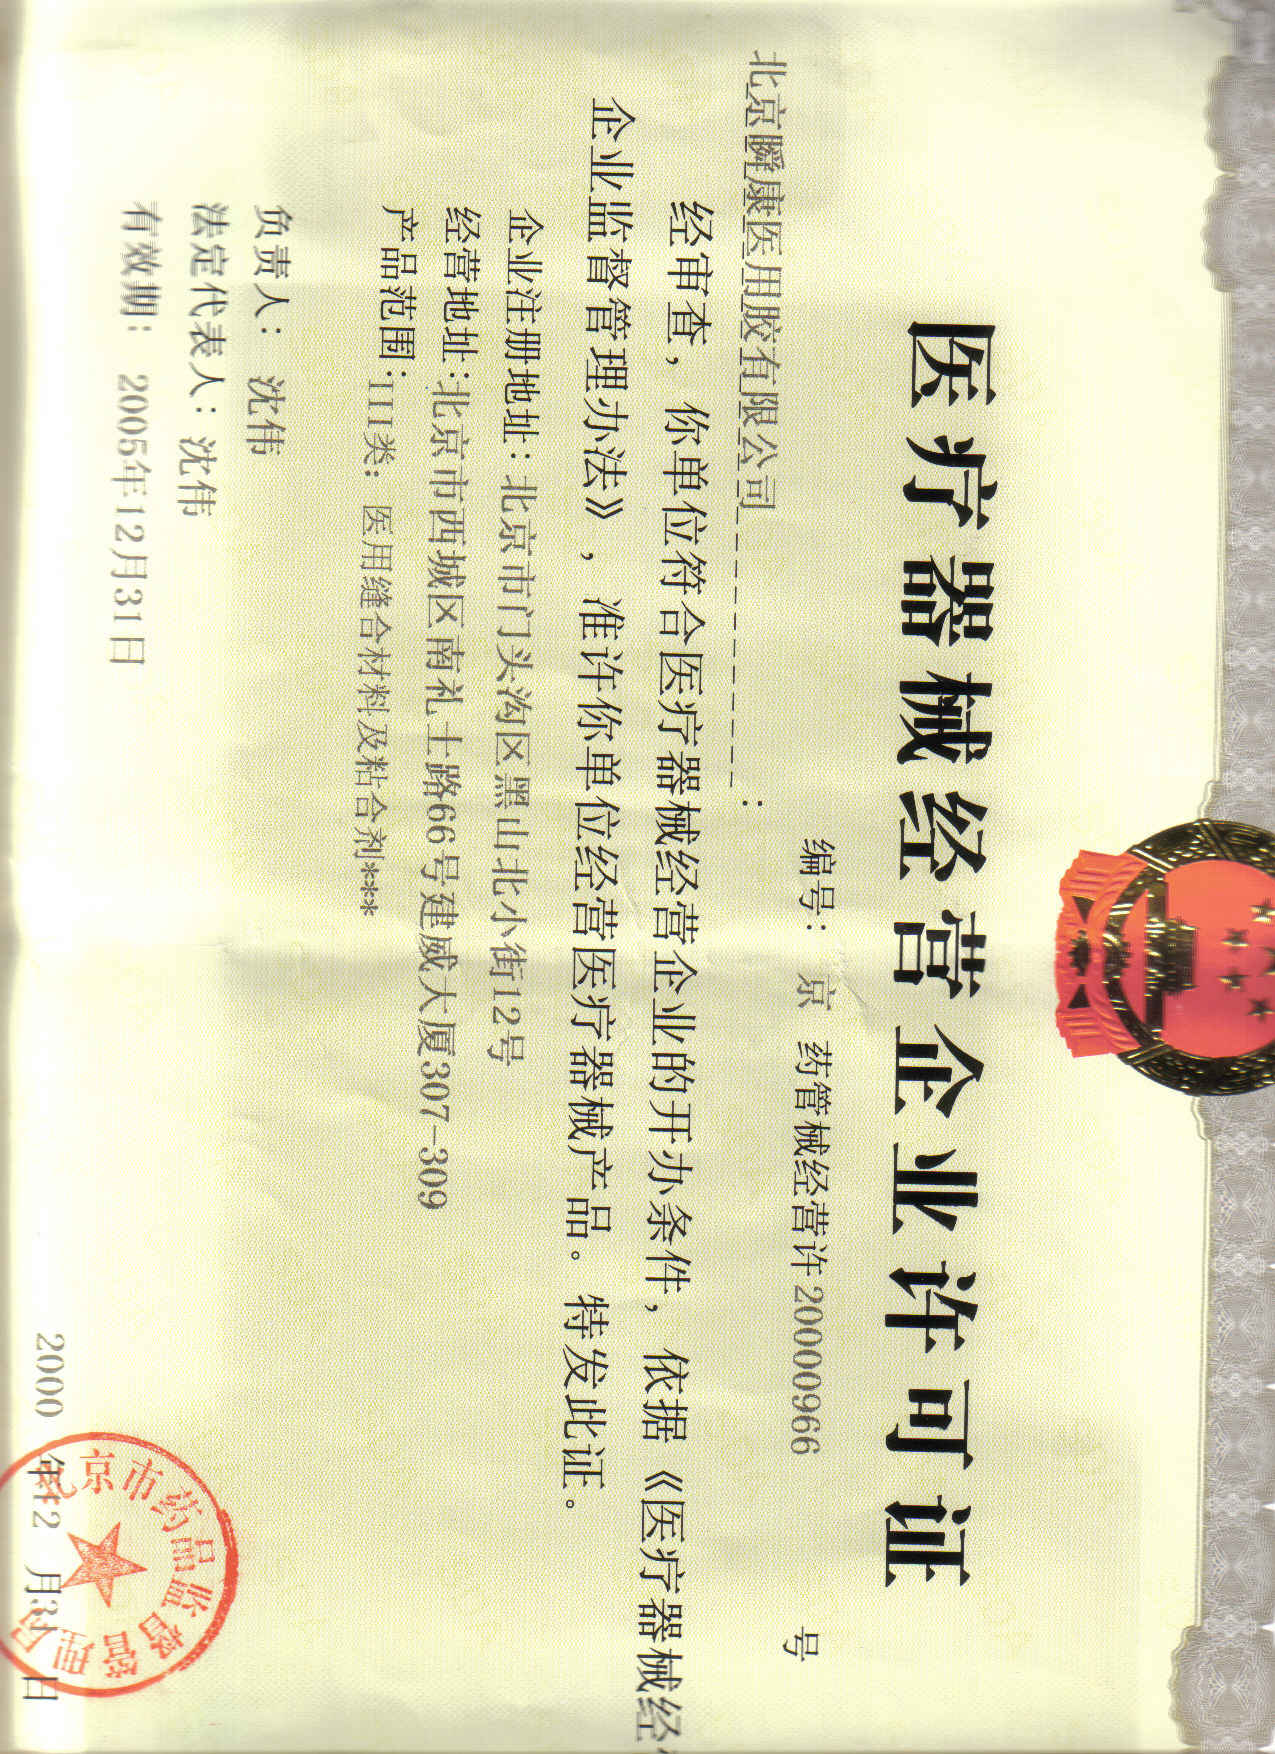 医疗器械经营企业许可证
编号: 京 药管械经营许20000966 号
北京瞬康医用胶有限公司:
经审查, 你单位符合医疗器械经营企业的开办条件, 依据《医疗器械经
企业监督管理办法》, 准许你单位经营医疗器械产品。特发此证。
企业注册地址: 北京市门头沟区黑山北小街12号
经营地址: 北京市西城区南礼士路66号建威大厦307-309
产品范围: III类: 医用缝合材料及粘合剂***
负责人: 沈伟
法定代表人: 沈伟
有效期: 2005年12月31日
2000 年12 月31 日
北京市药品监督管理局